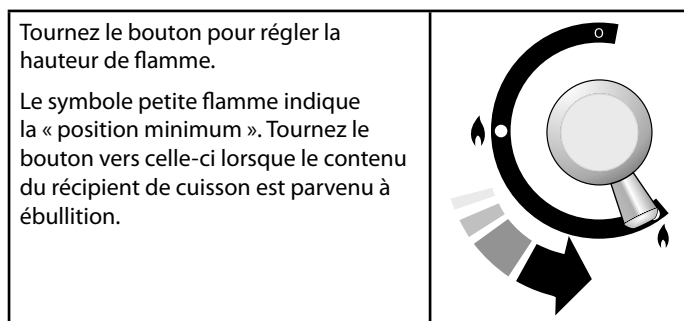 Tournez le bouton pour régler la
hauteur de flamme.
Le symbole petite flamme indique
la « position minimum ». Tournez le
bouton vers celle-ci lorsque le contenu
du récipient de cuisson est parvenu à
ébullition.
0